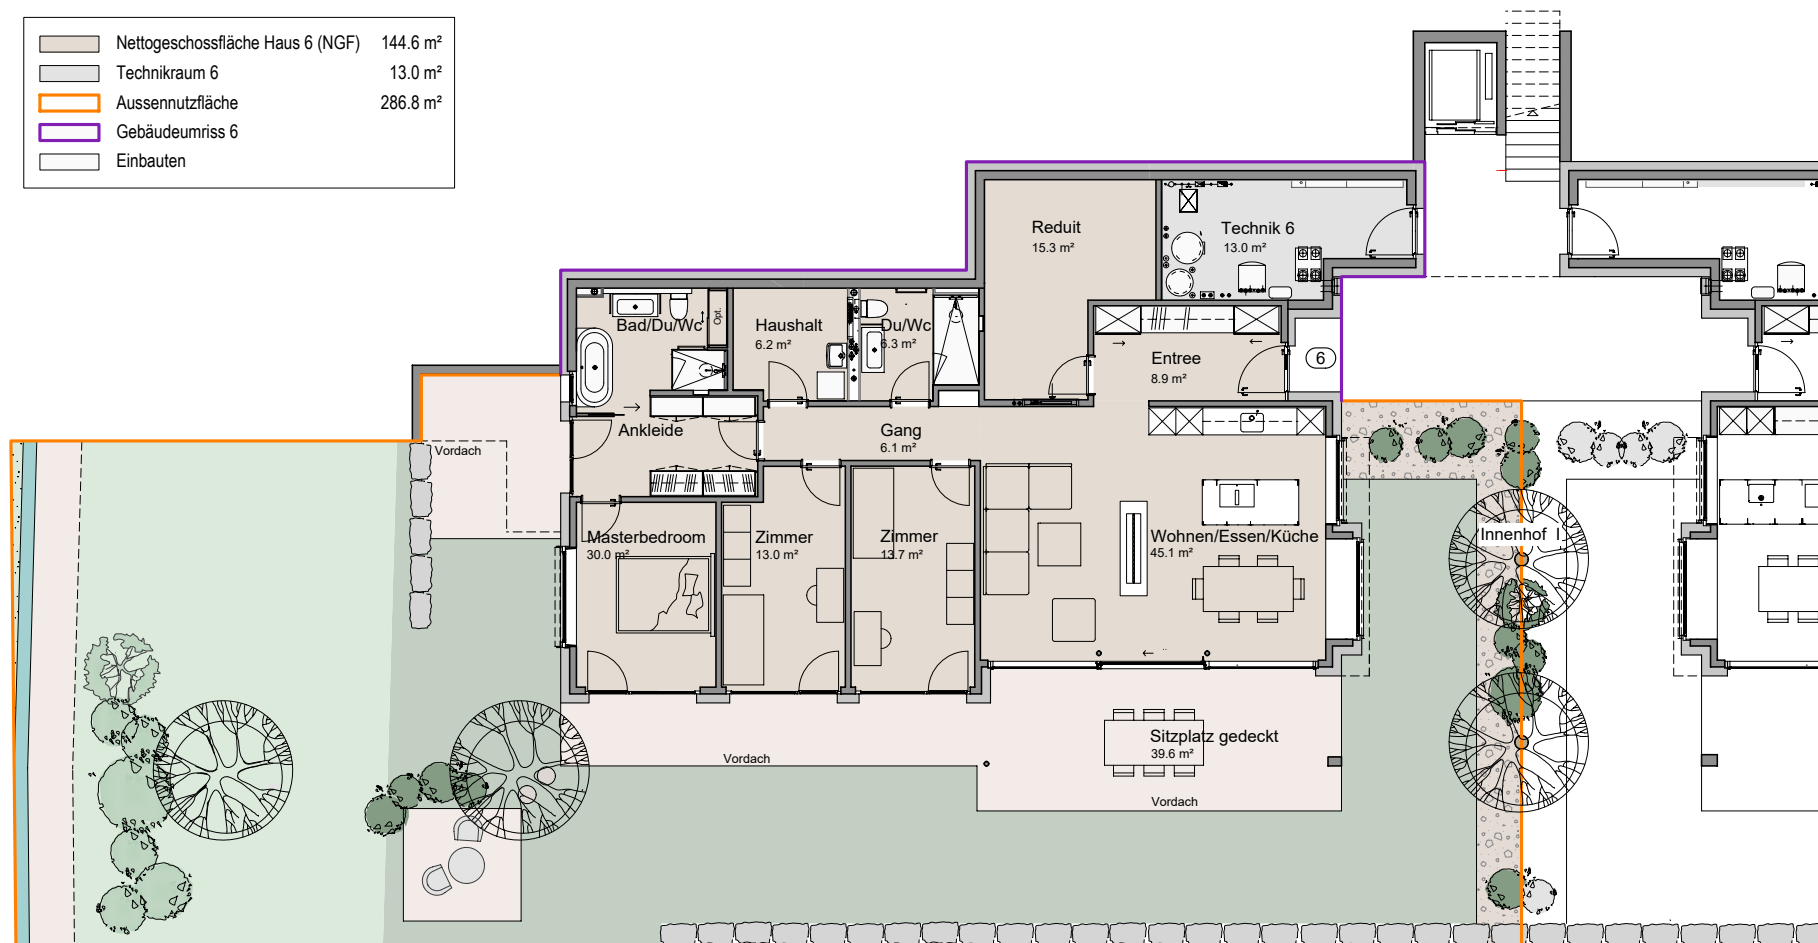 Nettogeschossfläche Haus 6 (NGF) 144.6 m²
Technikraum 6 13.0 m²
Aussennutzfläche 286.8 m²
Gebäudeumriss 6
Einbauten
Reduit
15.3 m²
Technik 6
13.0 m²
Bad/Du/Wc
Opt.
Haushalt
6.2 m²
Du/Wc
6.3 m²
Entree
8.9 m²
6
Ankleide
Gang
6.1 m²
Vordach
Masterbedroom
30.0 m²
Zimmer
13.0 m²
Zimmer
13.7 m²
Wohnen/Essen/Küche
45.1 m²
Innenhof I
Sitzplatz gedeckt
39.6 m²
Vordach
Vordach